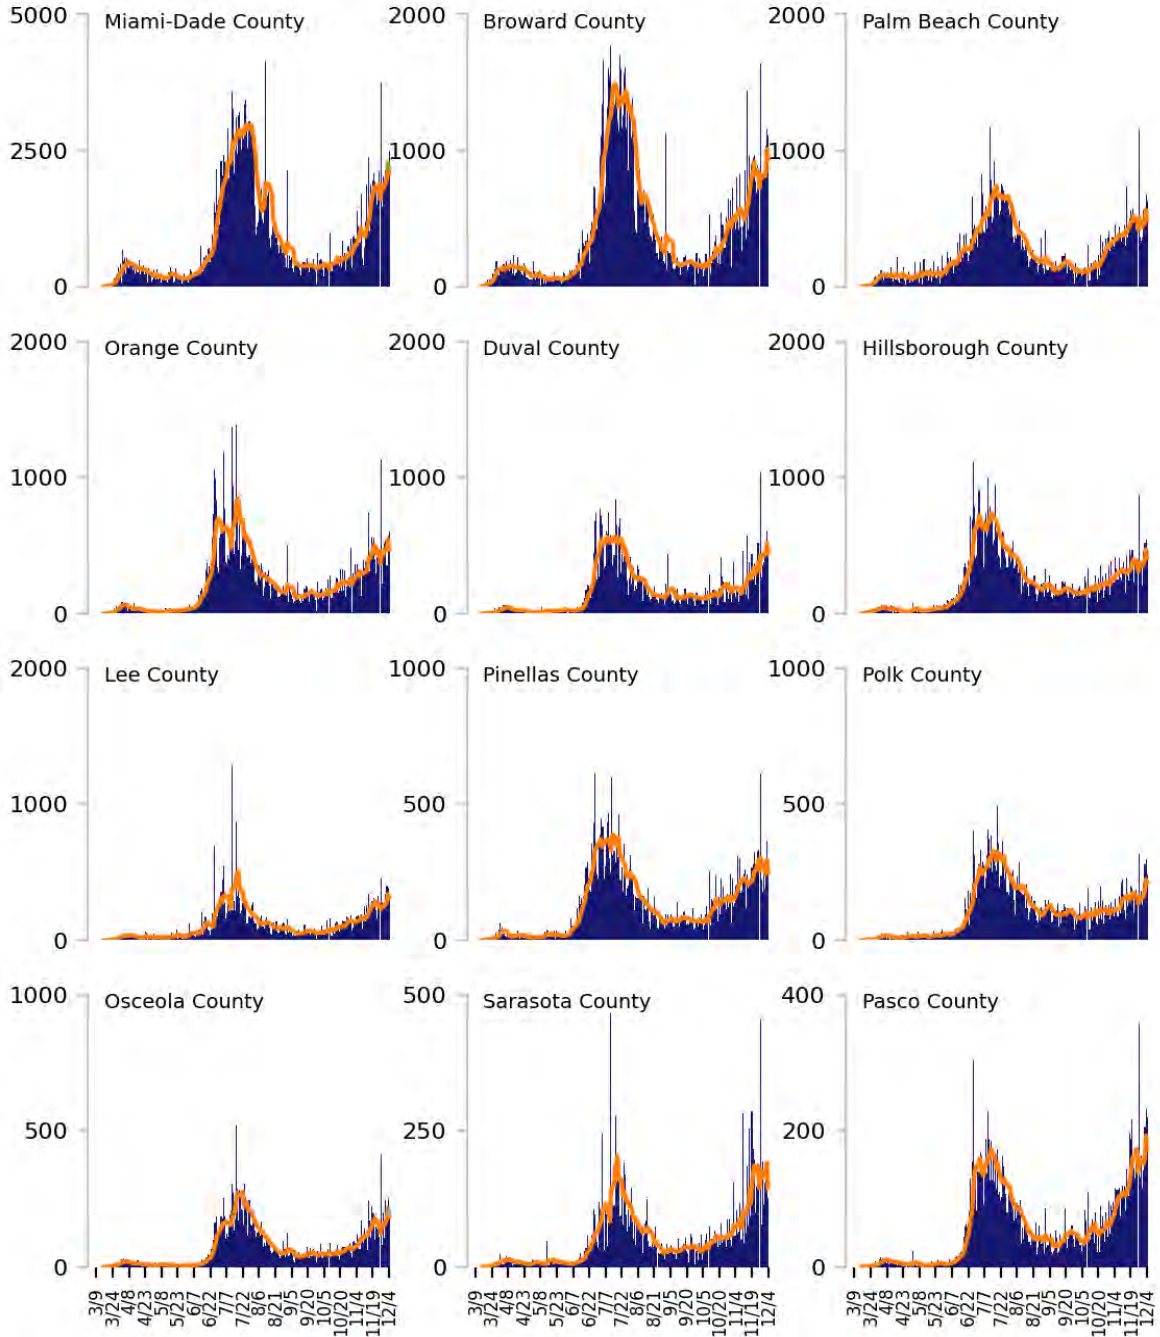 Miami-Dade County
5000
2500
0
Broward County
2000
1000
0
Palm Beach County
2000
1000
0
Orange County
2000
1000
0
Duval County
2000
1000
0
Hillsborough County
2000
1000
0
Lee County
2000
1000
0
Pinellas County
1000
500
0
Polk County
1000
500
0
Osceola County
1000
500
0
Sarasota County
500
250
0
Pasco County
400
200
0
3/9 3/24 4/8 4/23 5/8 5/23 6/7 6/22 7/7 7/22 8/6 8/21 9/5 9/20 10/5 10/20 11/4 11/19 12/4
3/9 3/24 4/8 4/23 5/8 5/23 6/7 6/22 7/7 7/22 8/6 8/21 9/5 9/20 10/5 10/20 11/4 11/19 12/4
3/9 3/24 4/8 4/23 5/8 5/23 6/7 6/22 7/7 7/22 8/6 8/21 9/5 9/20 10/5 10/20 11/4 11/19 12/4